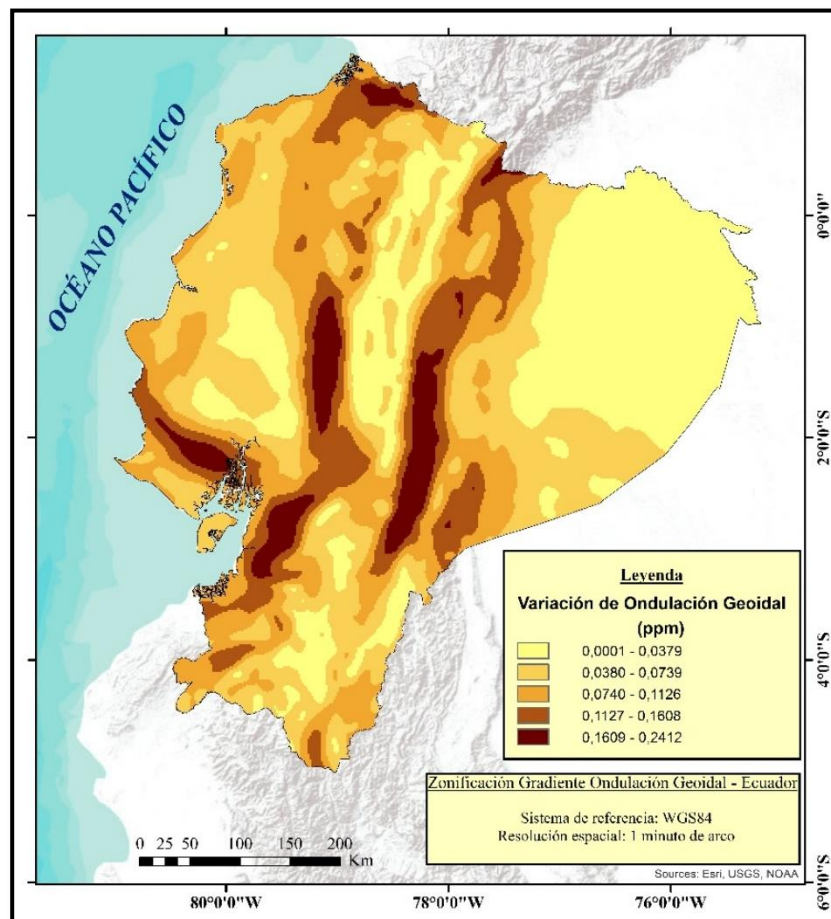 OCÉANO PACÍFICO
0°0'0"
2°0'0"S
4°0'0"S
6°0'0"S
Leyenda
Variación de Ondulación Geoidal
(ppm)
0,0001 - 0,0379
0,0380 - 0,0739
0,0740 - 0,1126
0,1127 - 0,1608
0,1609 - 0,2412
Zonificación Gradiente Ondulación Geoidal - Ecuador
Sistema de referencia: WGS84
Resolución espacial: 1 minuto de arco
0 25 50 100 150 200
Km
Sources: Esri, USGS, NOAA
80°0'0"W
78°0'0"W
76°0'0"W